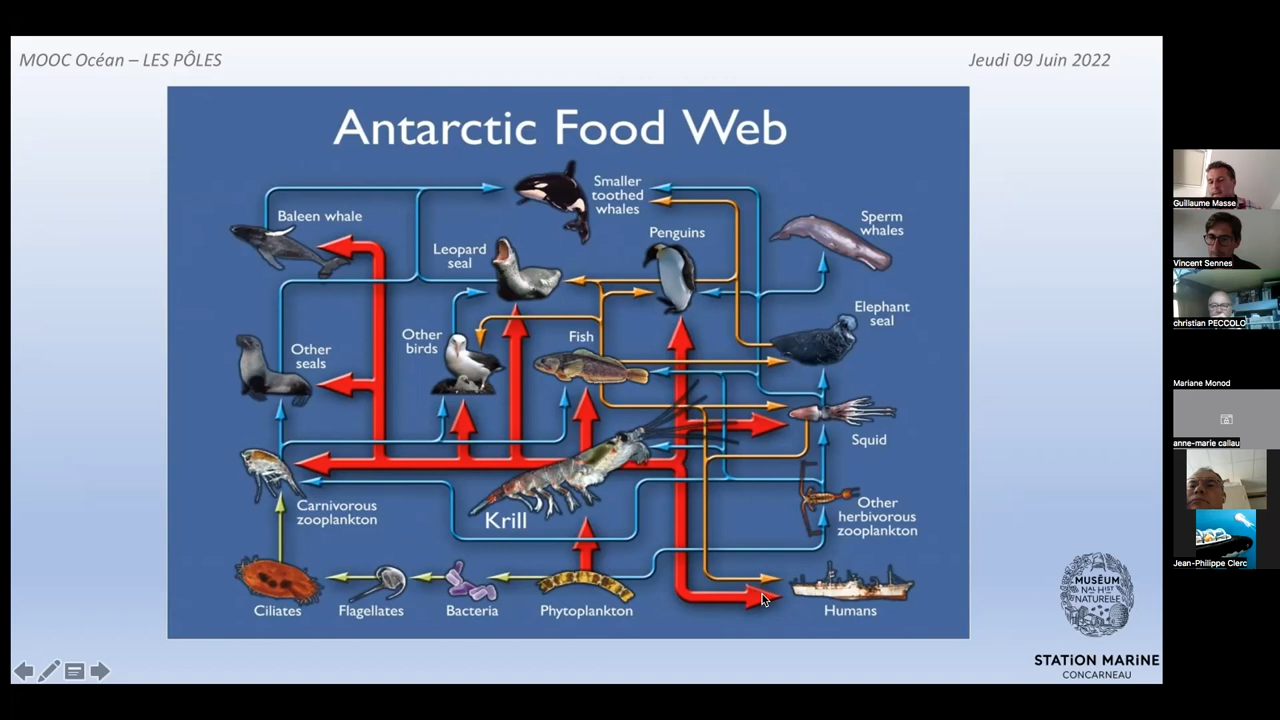 MOOC Océan – LES PÔLES
Jeudi 09 Juin 2022
Antarctic Food Web
Smaller
toothed
whales
Baleen whale
Sperm
whales
Penguins
Leopard
seal
Elephant
seal
Other
birds
Fish
Other
seals
Squid
Carnivorous
zooplankton
Krill
Other
herbivorous
zooplankton
Ciliates
Flagellates
Bacteria
Phytoplankton
Humans
MUSÉUM
NAL HIST
NATURELLE
STATION MARINE
CONCARNEAU
Guillaume Masse
Vincent Sennes
christian PECCOLO
Mariane Monod
anne-marie callau
Jean-Philippe Clerc